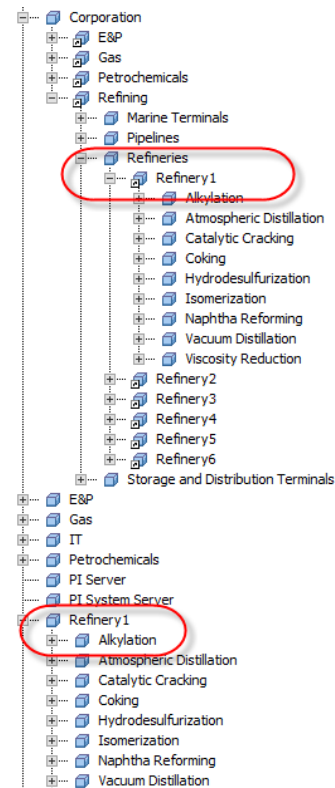 Corporation
E&P
Gas
Petrochemicals
Refining
Marine Terminals
Pipelines
Refineries
Refinery1
Alkylation
Atmospheric Distillation
Catalytic Cracking
Coking
Hydrodesulfurization
Isomerization
Naphtha Reforming
Vacuum Distillation
Viscosity Reduction
Refinery2
Refinery3
Refinery4
Refinery5
Refinery6
Storage and Distribution Terminals
E&P
Gas
IT
Petrochemicals
PI Server
PI System Server
Refinery1
Alkylation
Atmospheric Distillation
Catalytic Cracking
Coking
Hydrodesulfurization
Isomerization
Naphtha Reforming
Vacuum Distillation